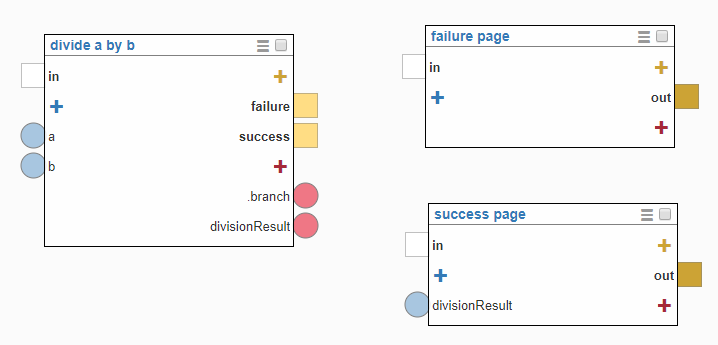 divide a by b
in
failure
a
success
b
.branch
divisionResult
failure page
in
out
success page
in
out
divisionResult